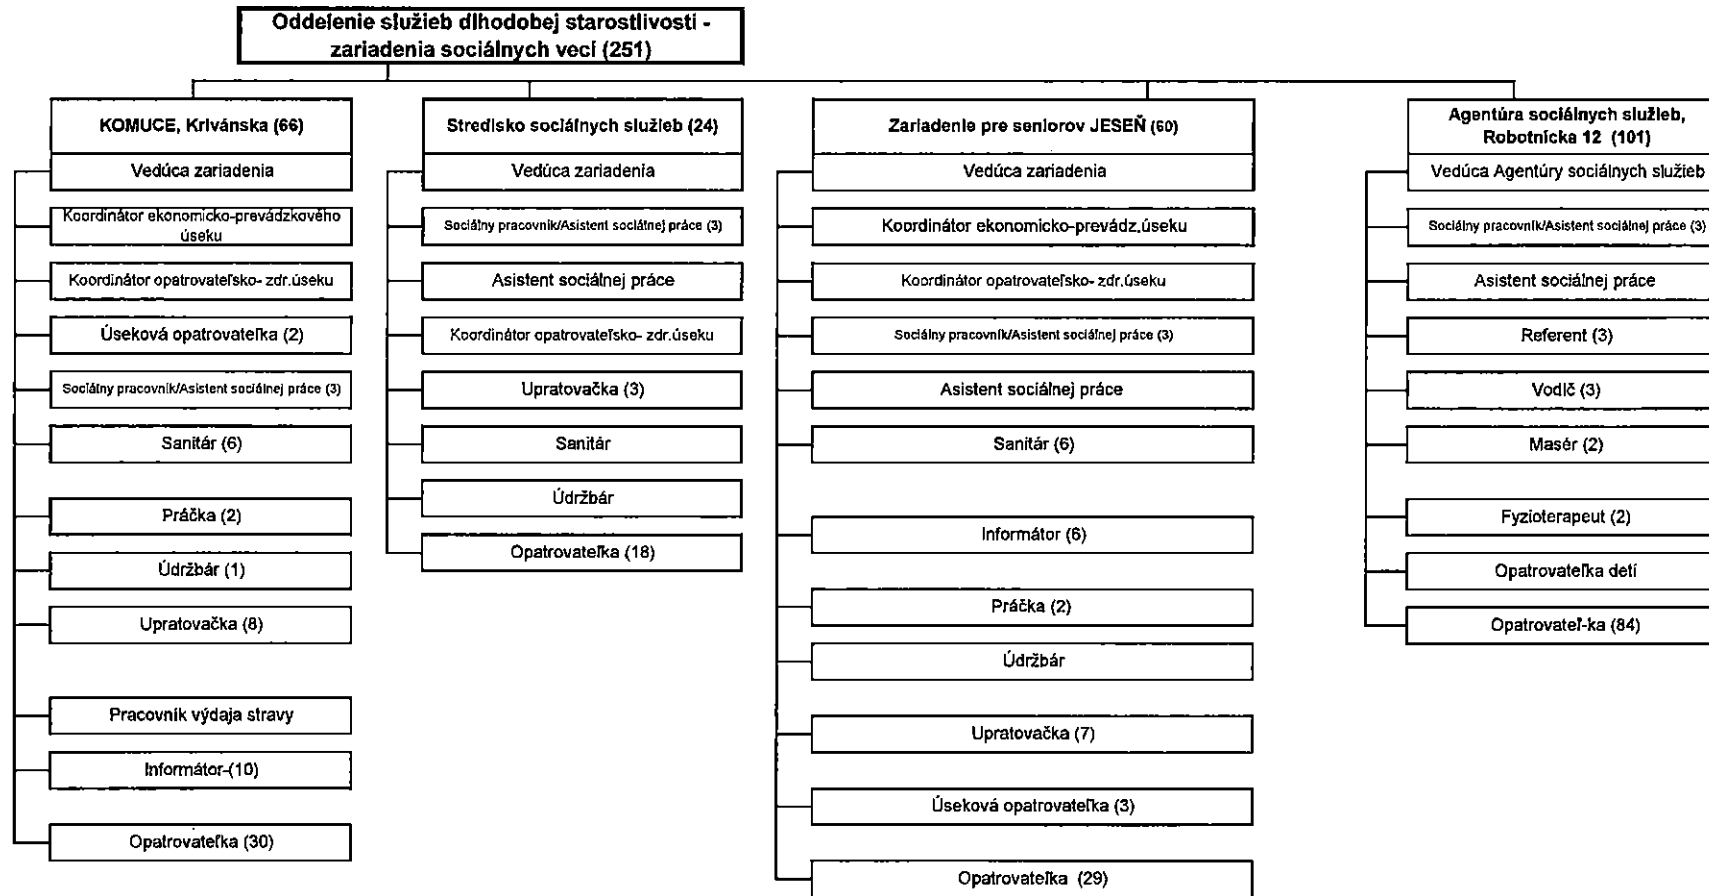 Oddelenie služieb dlhodobej starostlivosti -
zariadenia sociálnych vecí (251)
KOMUCE, Krivánska (66)
Vedúca zariadenia
Koordinátor ekonomicko-prevádzkového
úseku
Koordinátor opatrovateľsko- zdr.úseku
Úseková opatrovateľka (2)
Sociálny pracovník/Asistent sociálnej práce (3)
Sanitár (6)
Práčka (2)
Údržbár (1)
Upratovačka (8)
Pracovník výdaja stravy
Informátor-(10)
Opatrovateľka (30)
Stredisko sociálnych služieb (24)
Vedúca zariadenia
Sociálny pracovník/Asistent sociálnej práce (3)
Asistent sociálnej práce
Koordinátor opatrovateľsko- zdr.úseku
Upratovačka (3)
Sanitár
Údržbár
Opatrovateľka (18)
Zariadenie pre seniorov JESEŇ (60)
Vedúca zariadenia
Koordinátor ekonomicko-prevádz.úseku
Koordinátor opatrovateľsko- zdr.úseku
Sociálny pracovník/Asistent sociálnej práce (3)
Asistent sociálnej práce
Sanitár (6)
Informátor (6)
Práčka (2)
Údržbár
Upratovačka (7)
Úseková opatrovateľka (3)
Opatrovateľka (29)
Agentúra sociálnych služieb,
Robotnícka 12 (101)
Vedúca Agentúry sociálnych služieb
Sociálny pracovník/Asistent sociálnej práce (3)
Asistent sociálnej práce
Referent (3)
Vodič (3)
Masér (2)
Fyzioterapeut (2)
Opatrovateľka detí
Opatrovateľ-ka (84)